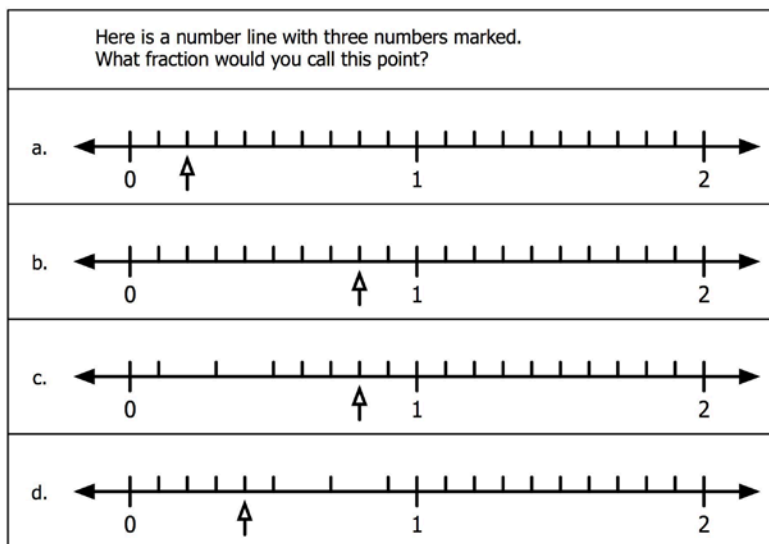 Here is a number line with three numbers marked.
What fraction would you call this point?
a.
0 1 2
b.
0 1 2
c.
0 1 2
d.
0 1 2